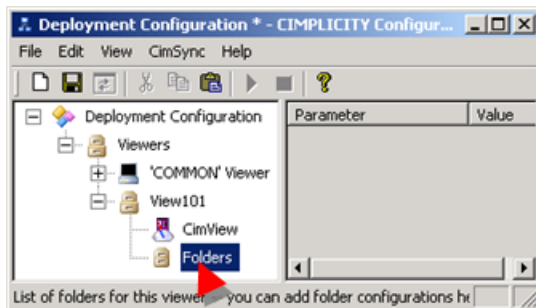 Deployment Configuration * - CIMPLICITY Configur...
File Edit View CimSync Help
Deployment Configuration
Parameter Value
Viewers
'COMMON' Viewer
View101
CimView
Folders
List of folders for this viewer - you can add folder configurations he